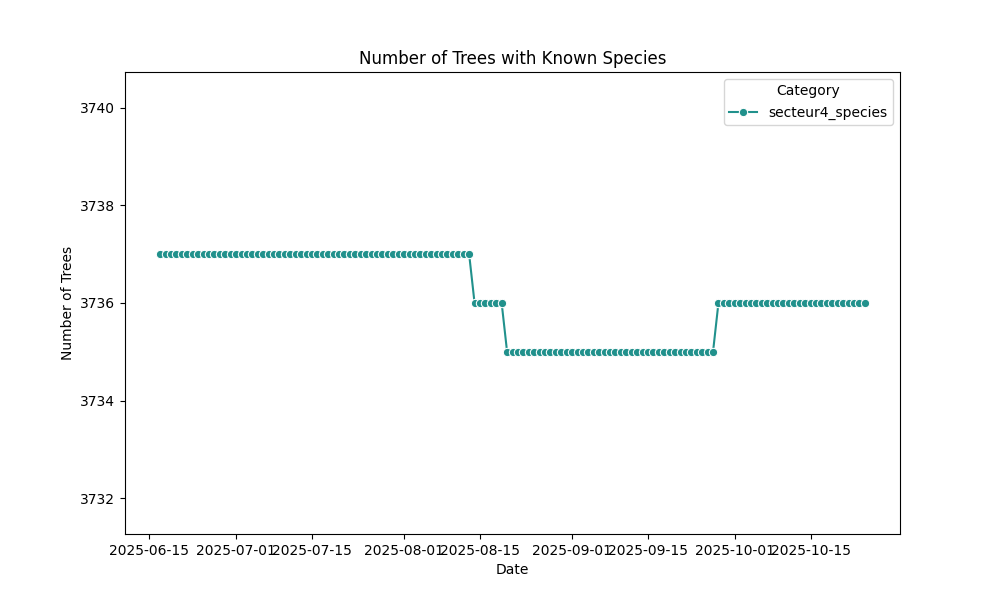 Number of Trees with Known Species
Category
secteur4_species
Number of Trees
3740
3738
3736
3734
3732
2025-06-15
2025-07-01
2025-07-15
2025-08-01
2025-08-15
2025-09-01
2025-09-15
2025-10-01
2025-10-15
Date